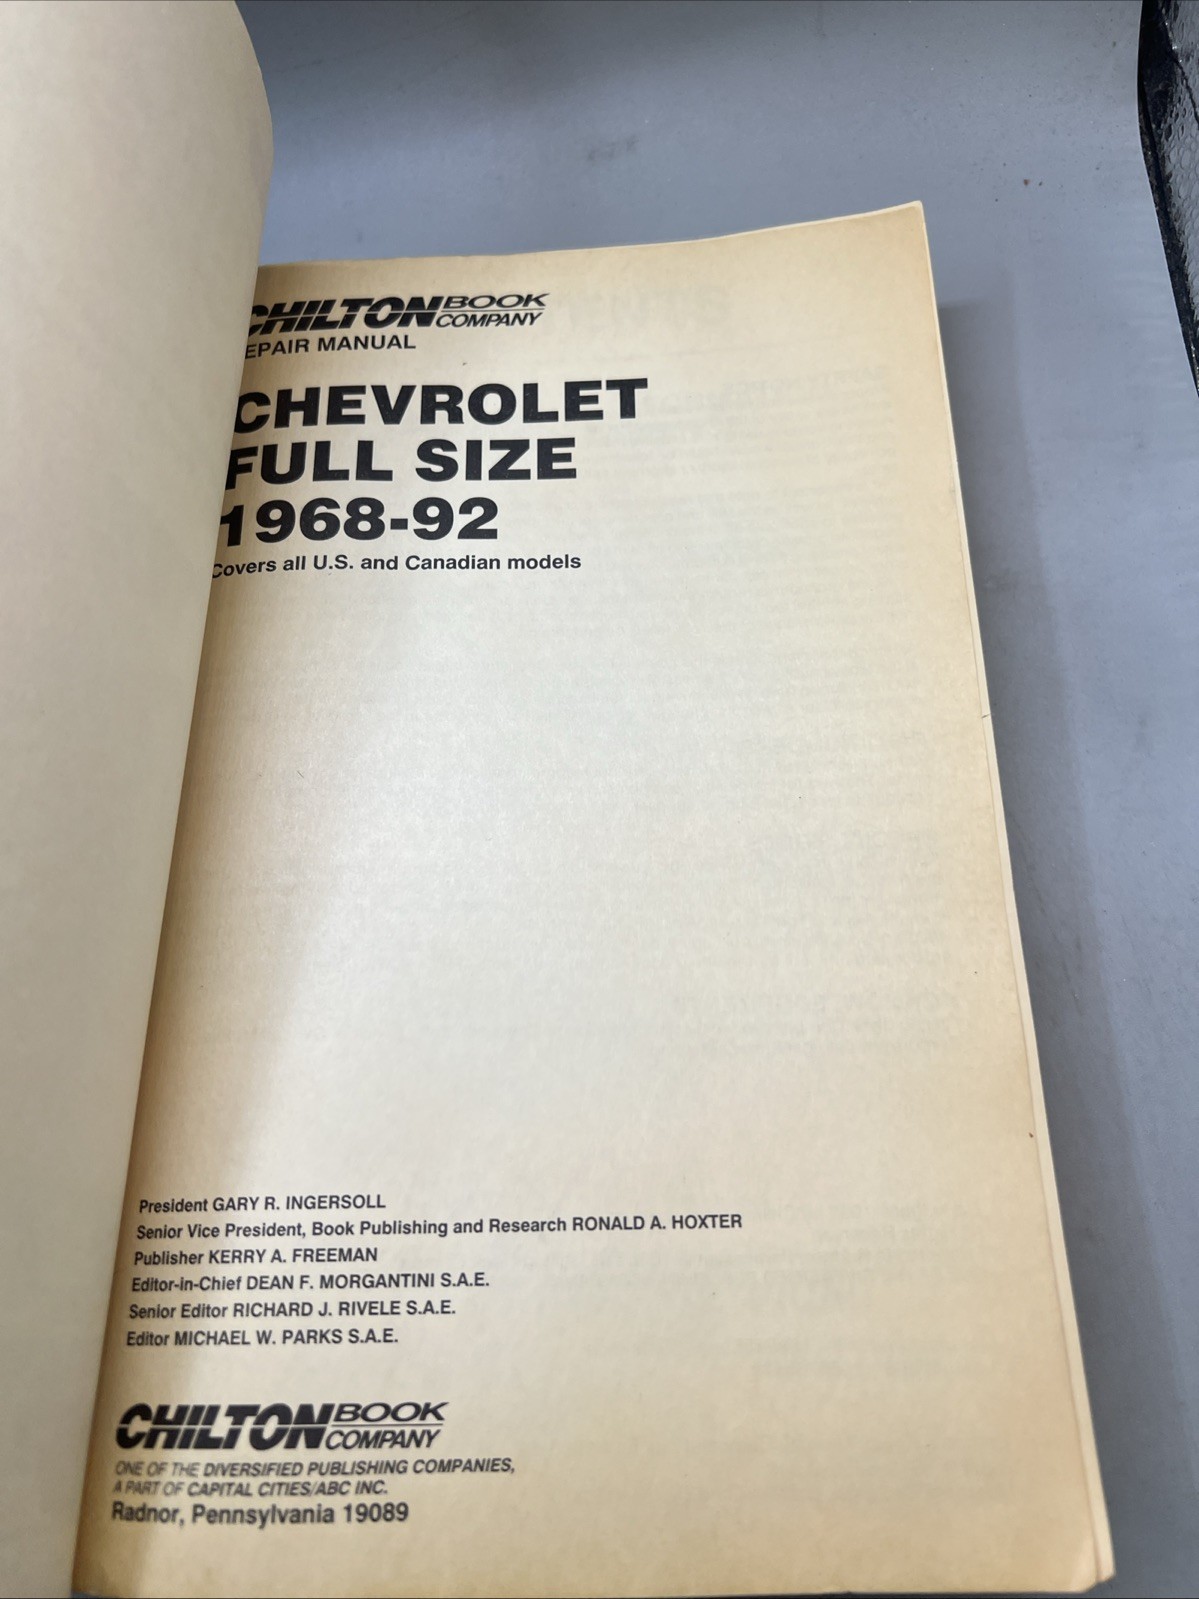 CHILTON BOOK COMPANY
EPAIR MANUAL
CHEVROLET
FULL SIZE
1968-92
Covers all U.S. and Canadian models
President GARY R. INGERSOLL
Senior Vice President, Book Publishing and Research RONALD A. HOXTER
Publisher KERRY A. FREEMAN
Editor-in-Chief DEAN F. MORGANTINI S.A.E.
Senior Editor RICHARD J. RIVELE S.A.E.
Editor MICHAEL W. PARKS S.A.E.
CHILTON BOOK COMPANY
ONE OF THE DIVERSIFIED PUBLISHING COMPANIES,
A PART OF CAPITAL CITIES/ABC INC.
Radnor, Pennsylvania 19089